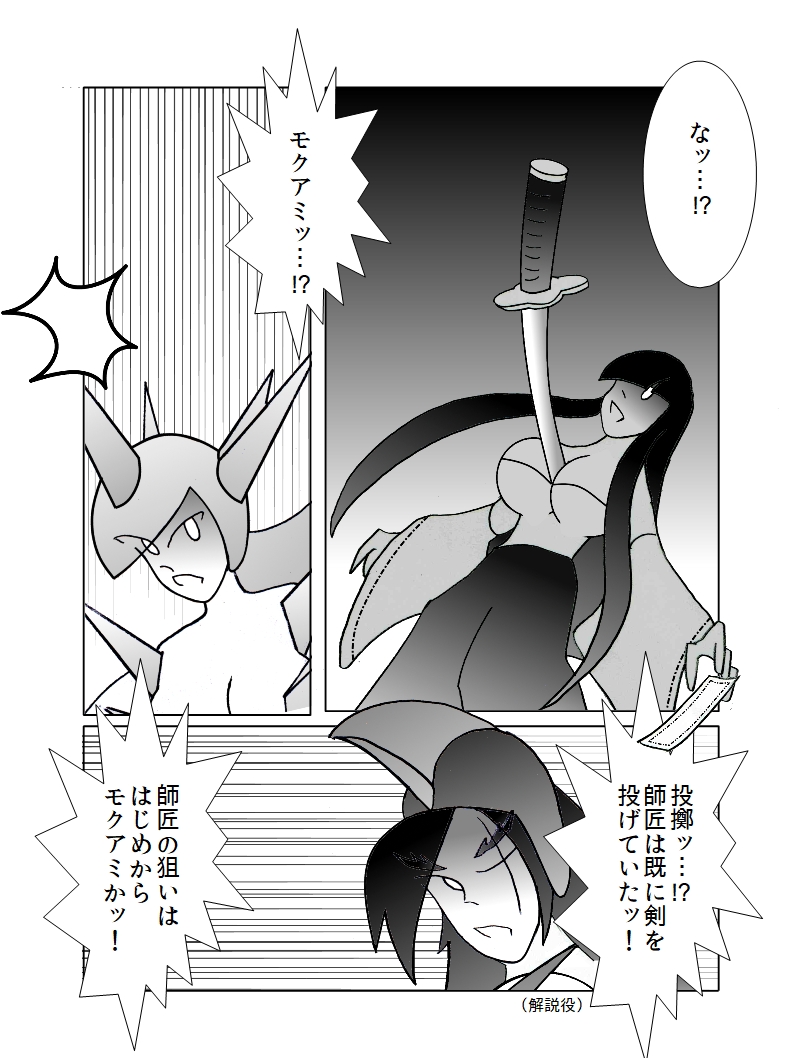 なッ…!?
モクアミッ…!?
投擲ッ…!?
師匠は既に剣を
投げていたッ！
師匠の狙いは
はじめから
モクアミかッ！
（解説役）